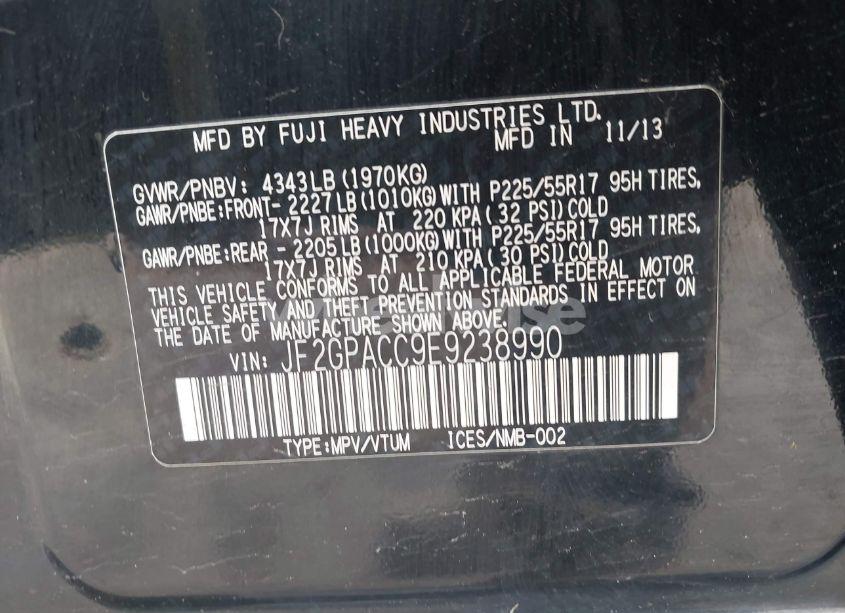 MFD BY FUJI HEAVY INDUSTRIES LTD.
MFD IN 11/13
GVWR/PNBV: 4343LB (1970KG)
GAWR/PNBE:FRONT- 2227 LB (1010KG) WITH P225/55R17 95H TIRES,
17X7J RIMS AT 220 KPA ( 32 PSI) COLD
GAWR/PNBE:REAR - 2205 LB (1000KG) WITH P225/55R17 95H TIRES,
17X7J RIMS AT 210 KPA ( 30 PSI) COLD
THIS VEHICLE CONFORMS TO ALL APPLICABLE FEDERAL MOTOR
VEHICLE SAFETY AND THEFT PREVENTION STANDARDS IN EFFECT ON
THE DATE OF MANUFACTURE SHOWN ABOVE.
VIN: JF2GPACC9E9238990
TYPE:MPV/VTUM ICES/NMB-002